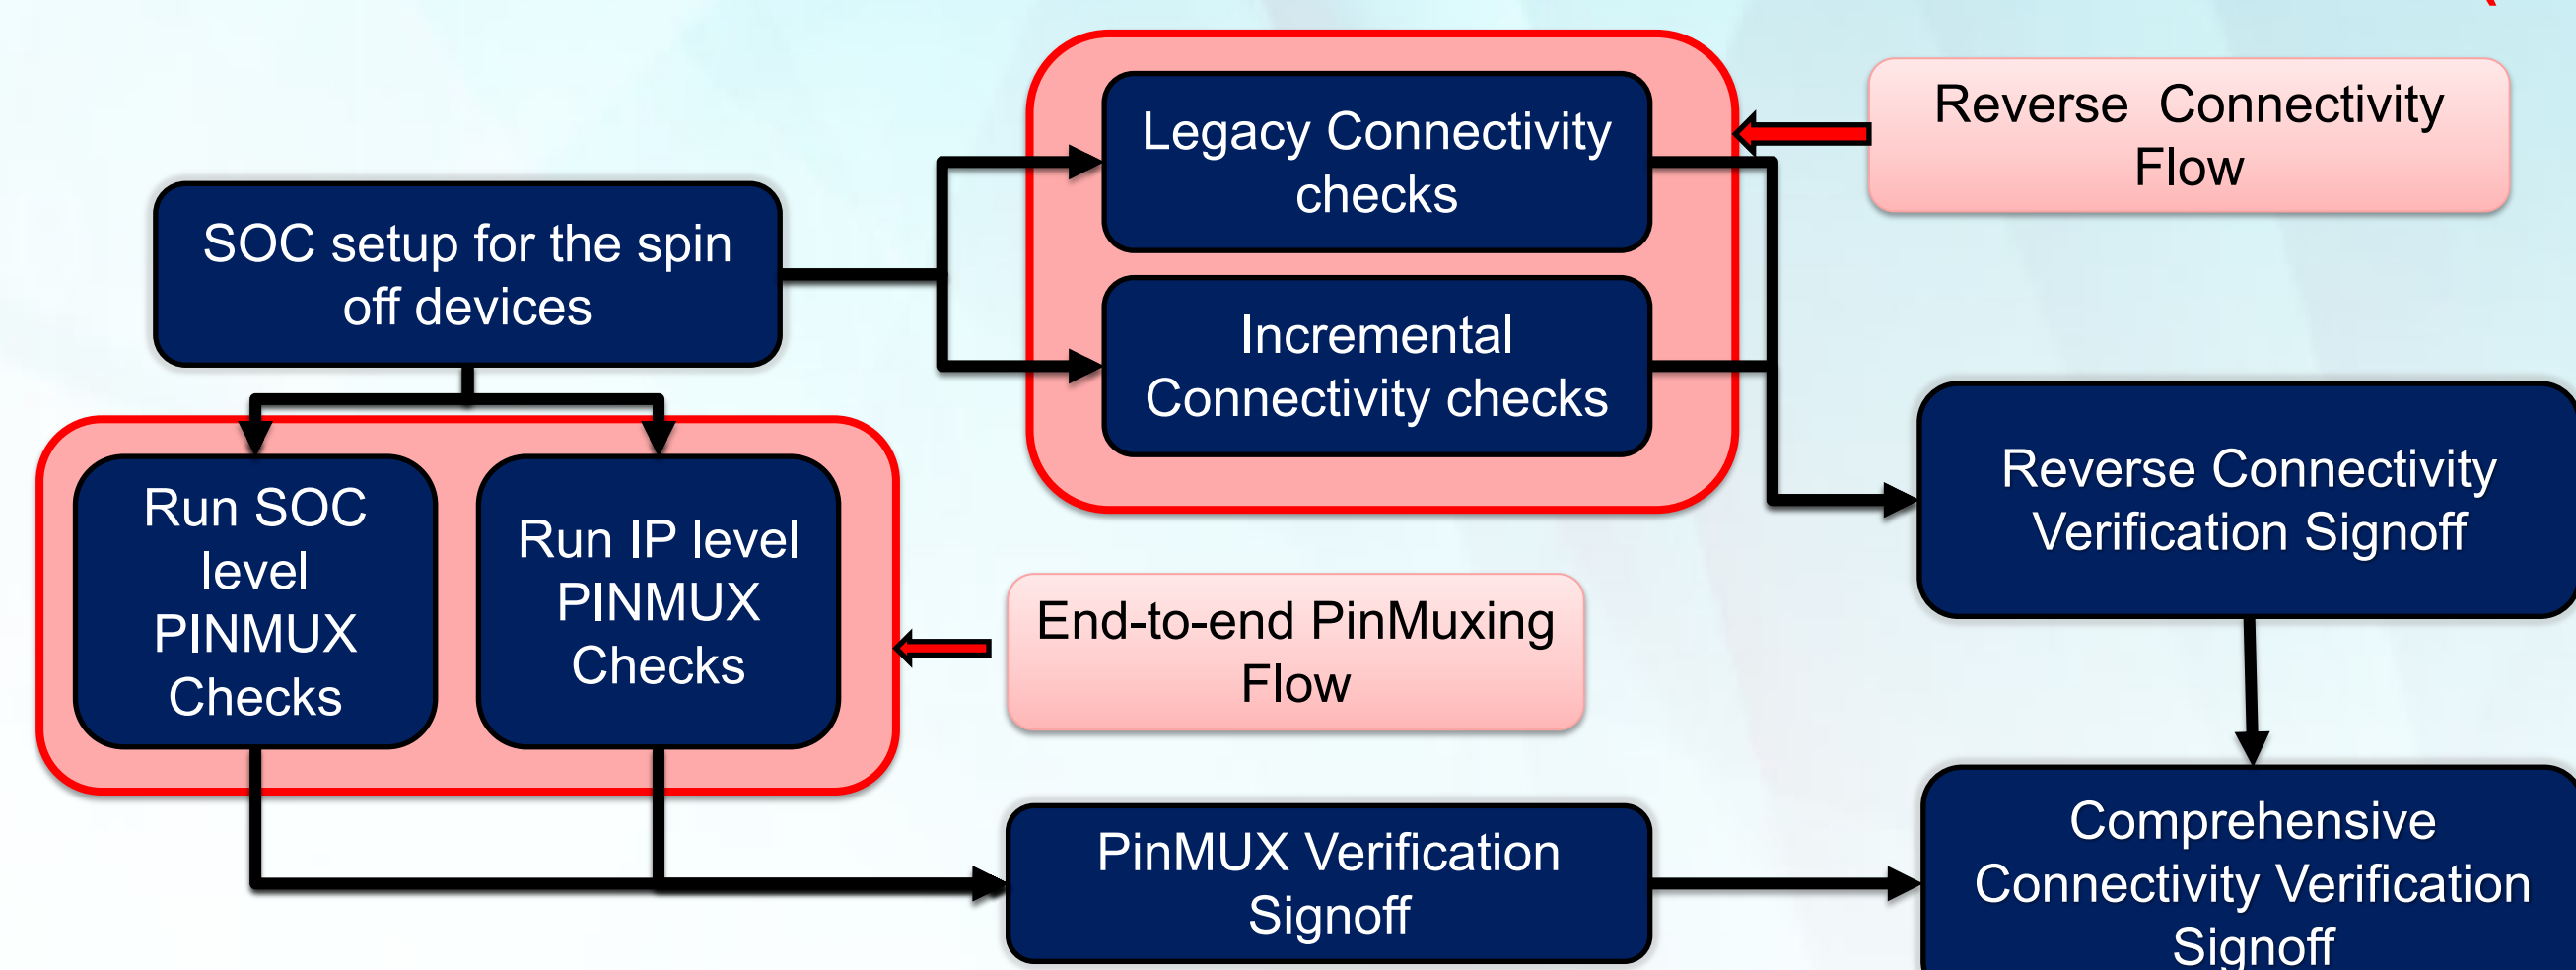 Legacy Connectivity
checks
Reverse Connectivity
Flow
SOC setup for the spin
off devices
Incremental
Connectivity checks
Run SOC
level
PINMUX
Checks
Run IP level
PINMUX
Checks
Reverse Connectivity
Verification Signoff
End-to-end PinMuxing
Flow
PinMUX Verification
Signoff
Comprehensive
Connectivity Verification
Signoff